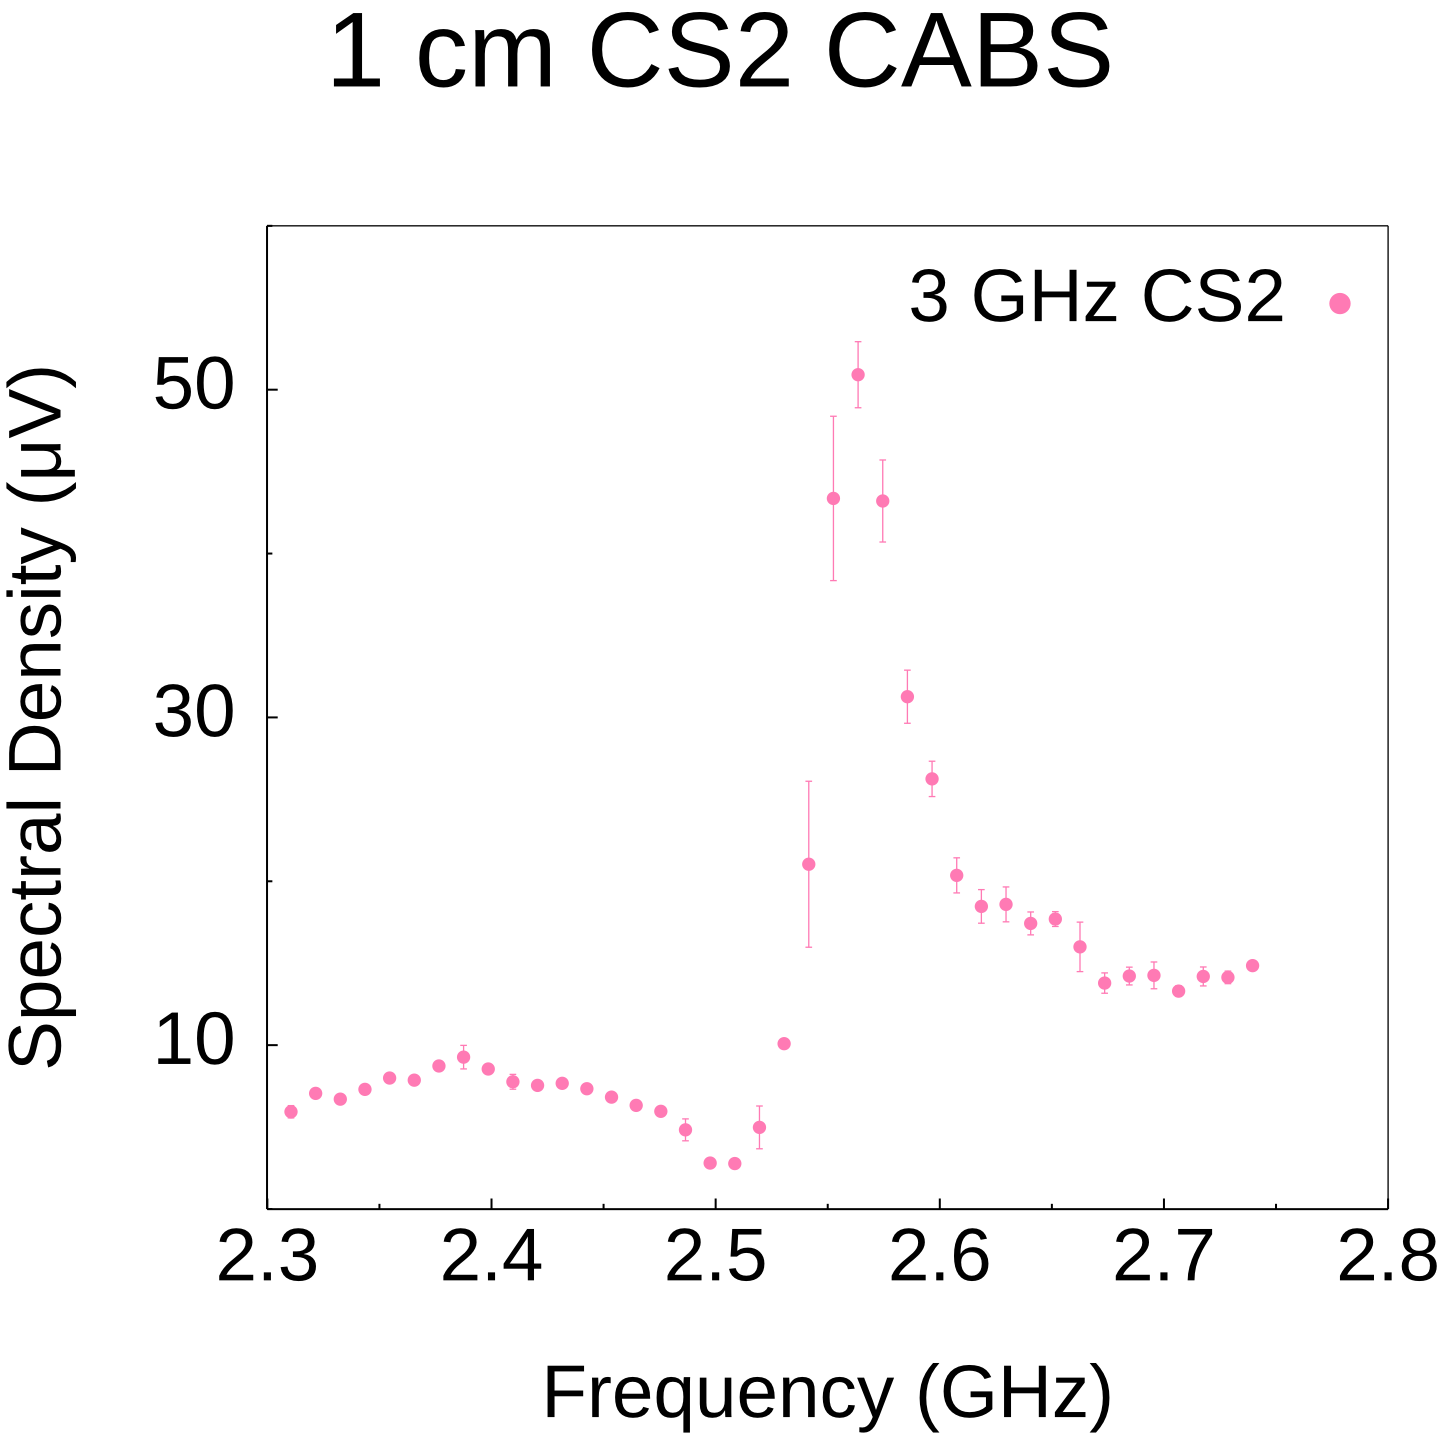 1 cm CS2 CABS
3 GHz CS2
Spectral Density (μV)
50
30
10
2.3 2.4 2.5 2.6 2.7 2.8
Frequency (GHz)